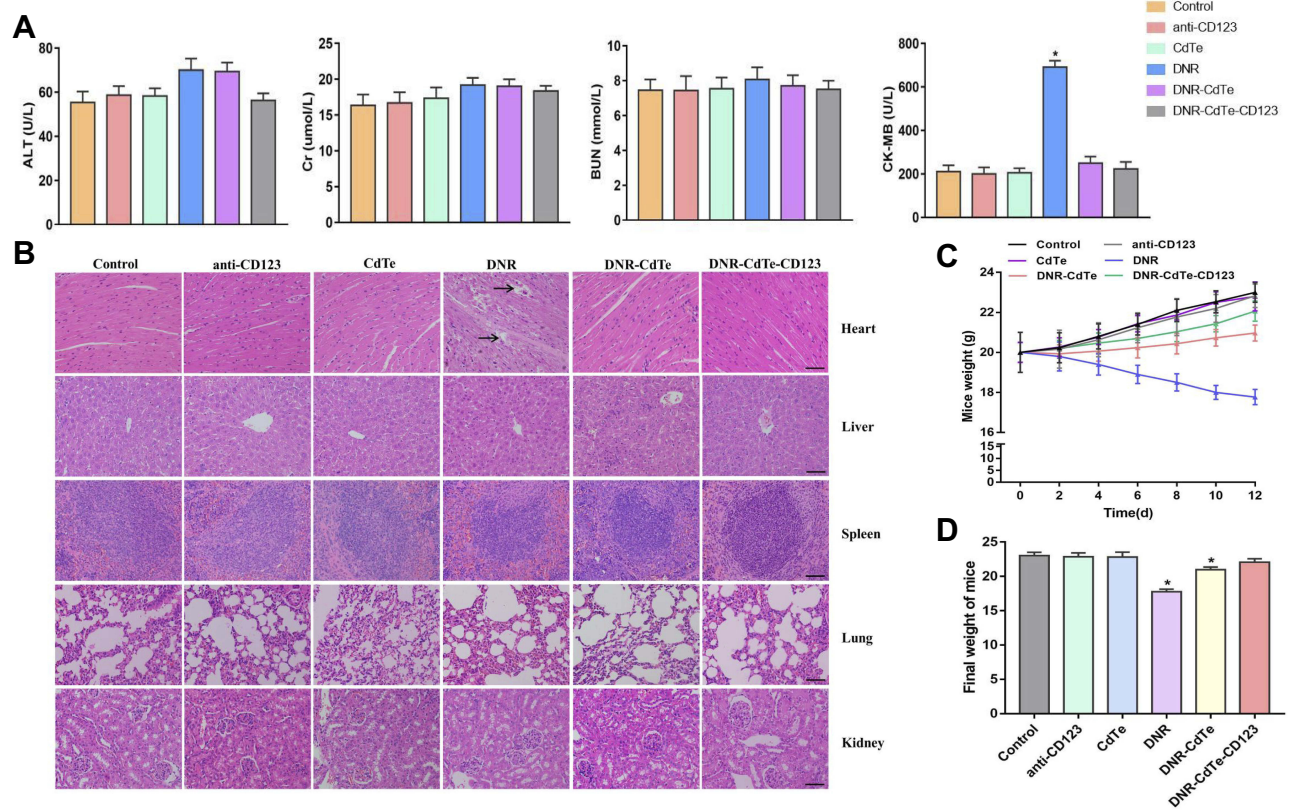 A
ALT (U/L)
80
60
40
20
0
Cr (umol/L)
25
20
15
10
5
0
BUN (mmol/L)
10
8
6
4
2
0
CK-MB (U/L)
800
600
400
200
0
*
Control
anti-CD123
CdTe
DNR
DNR-CdTe
DNR-CdTe-CD123
B
Control
anti-CD123
CdTe
DNR
DNR-CdTe
DNR-CdTe-CD123
Heart
Liver
Spleen
Lung
Kidney
C
Control
anti-CD123
CdTe
DNR
DNR-CdTe
DNR-CdTe-CD123
Mice weight (g)
24
22
20
18
16
15
10
5
0
0 2 4 6 8 10 12
Time(d)
D
Final weight of mice
25
20
15
10
5
0
*
*
Control
anti-CD123
CdTe
DNR
DNR-CdTe
DNR-CdTe-CD123